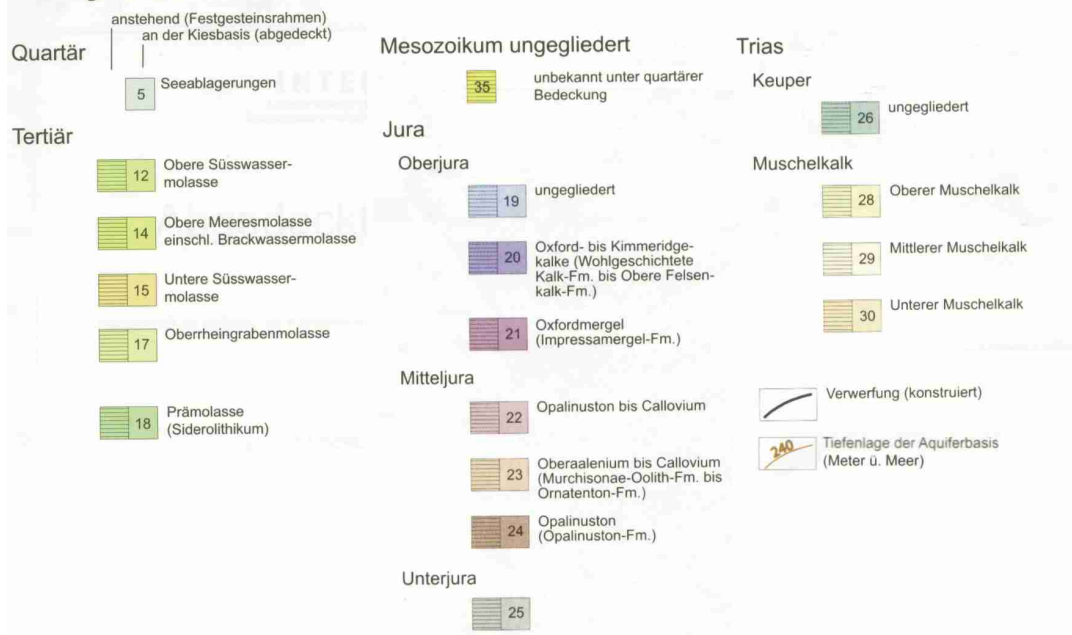 anstehend (Festgesteinsrahmen)
an der Kiesbasis (abgedeckt)
Quartär
5
Seeablagerungen
Tertiär
12
Obere Süsswasser-
molasse
14
Obere Meeresmolasse
einschl. Brackwassermolasse
15
Untere Süsswasser-
molasse
17
Oberrheingrabenmolasse
18
Prämolasse
(Siderolithikum)
Mesozoikum ungegliedert
35
unbekannt unter quartärer
Bedeckung
Jura
Oberjura
19
ungegliedert
20
Oxford- bis Kimmeridge-
kalke (Wohlgeschichtete
Kalk-Fm. bis Obere Felsen-
kalk-Fm.)
21
Oxfordmergel
(Impressamergel-Fm.)
Mitteljura
22
Opalinuston bis Callovium
23
Oberaalenium bis Callovium
(Murchisonae-Oolith-Fm. bis
Ornatenton-Fm.)
24
Opalinuston
(Opalinuston-Fm.)
Unterjura
25
Trias
Keuper
26
ungegliedert
Muschelkalk
28
Oberer Muschelkalk
29
Mittlerer Muschelkalk
30
Unterer Muschelkalk
Verwerfung (konstruiert)
240
Tiefenlage der Aquiferbasis
(Meter ü. Meer)